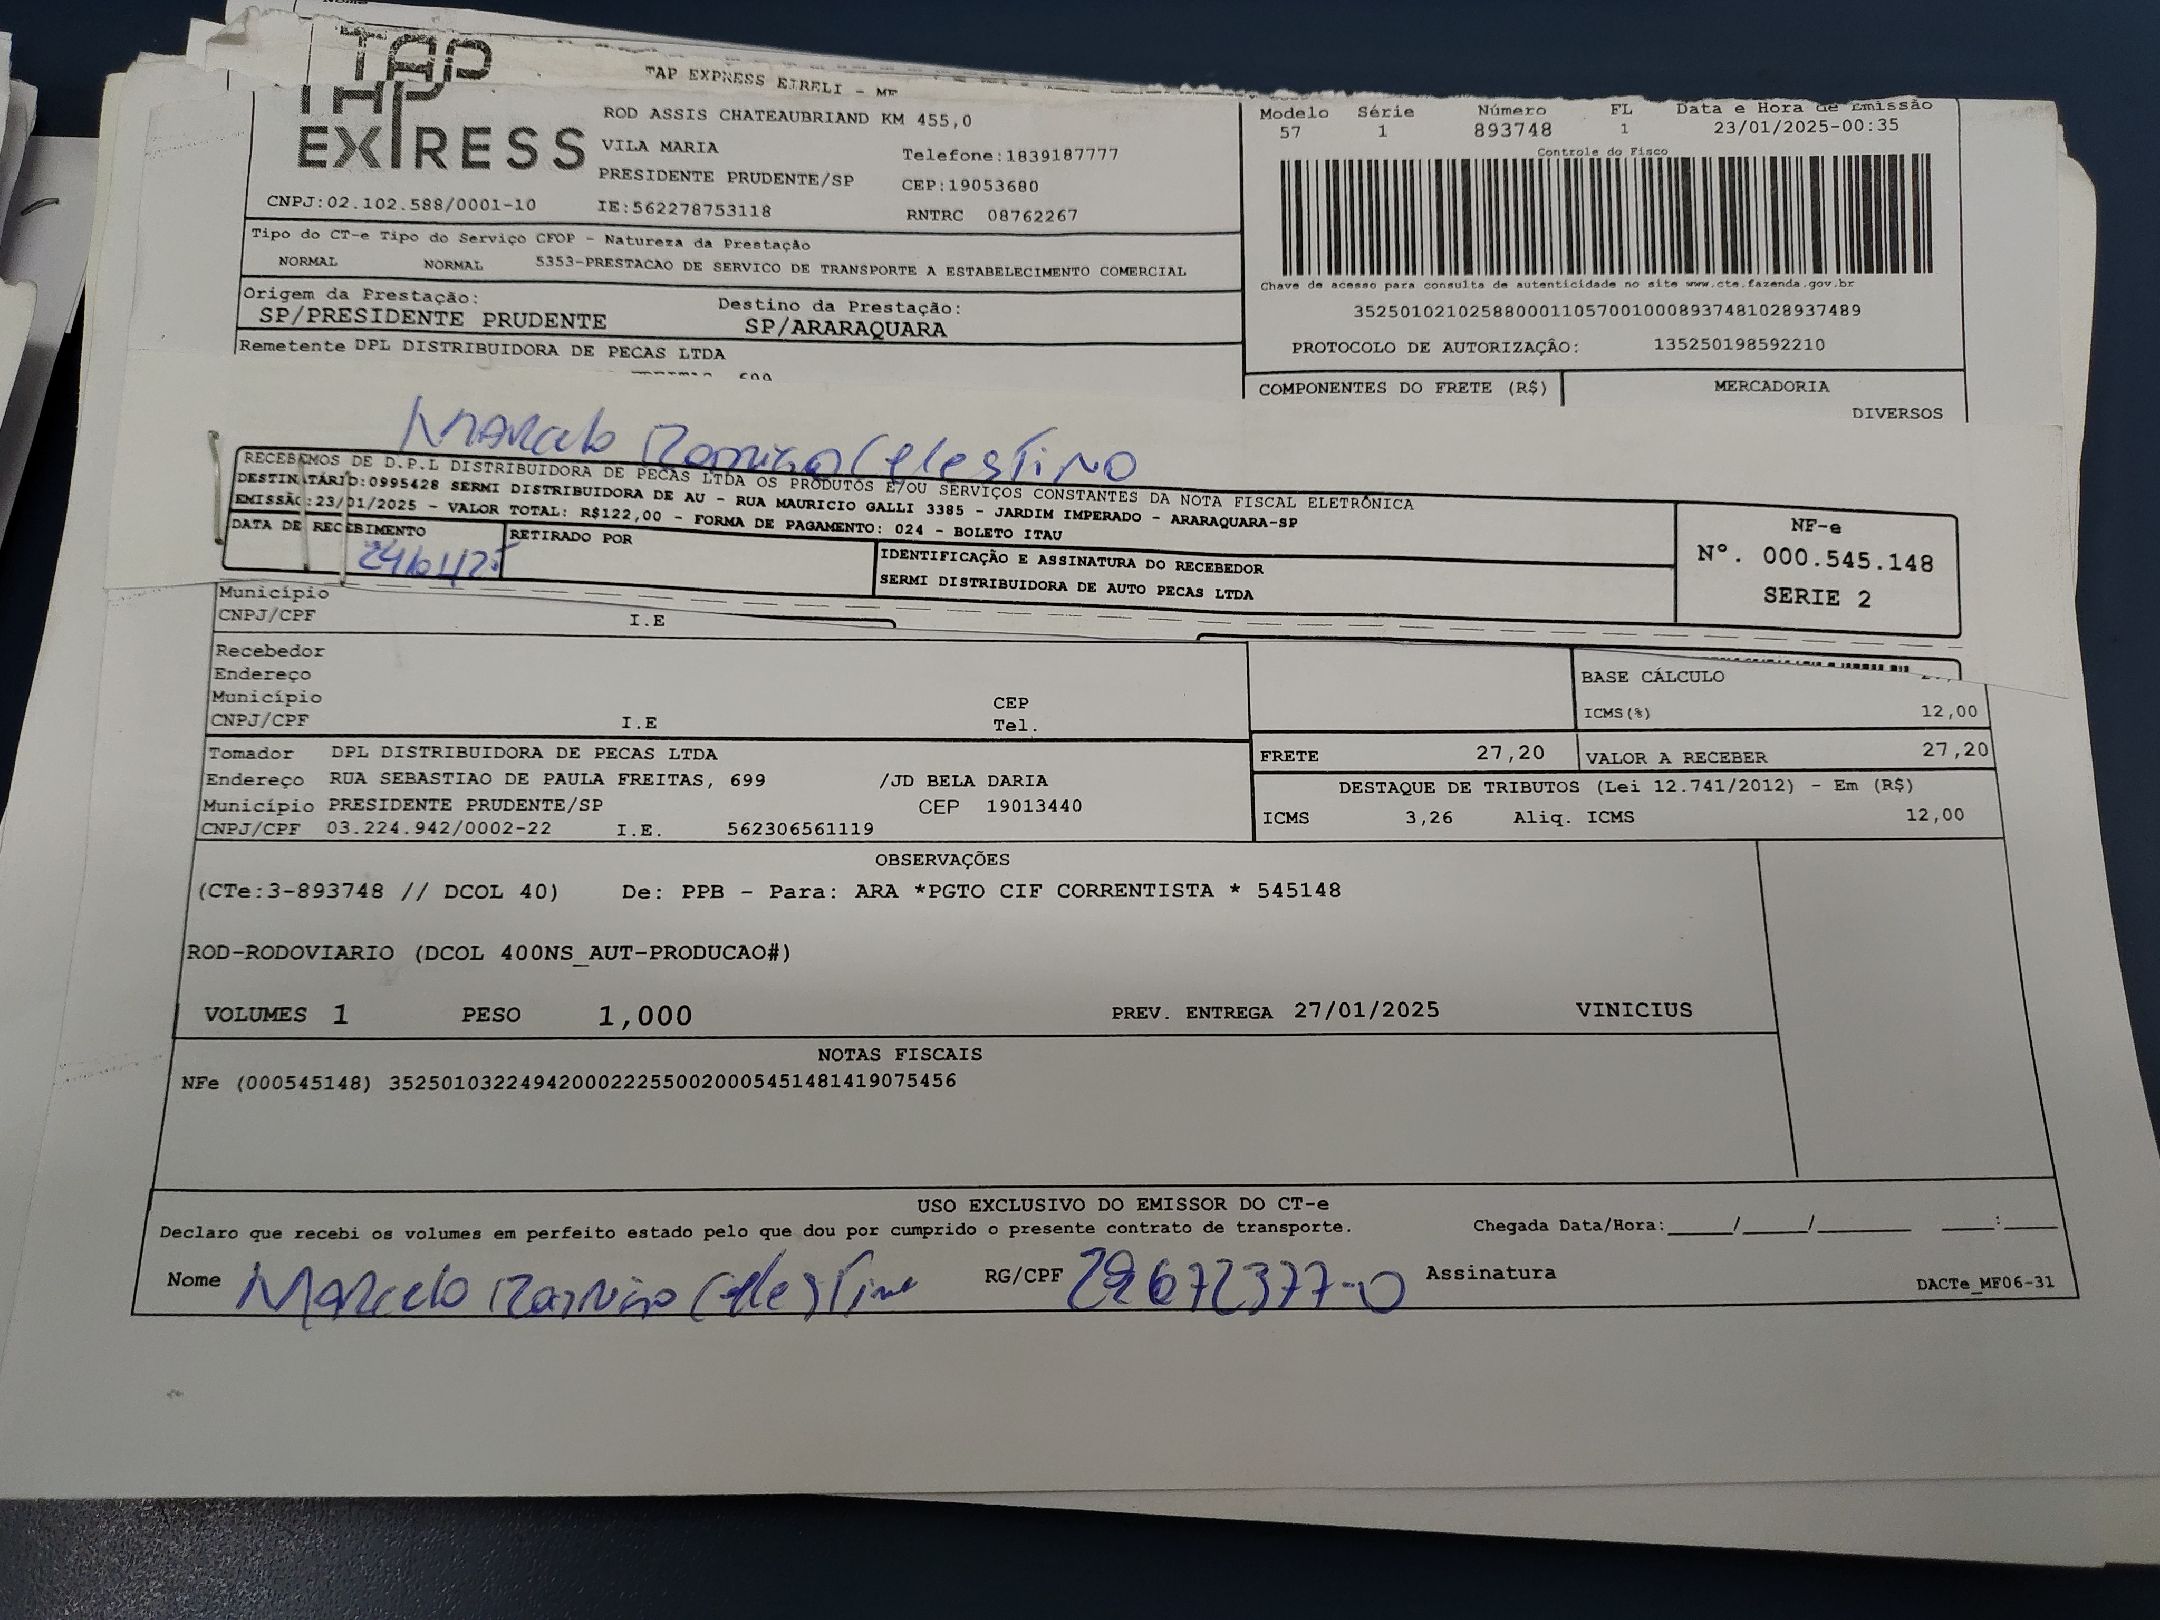 TAP
TAP
EXPRESS
TAP EXPRESS EIRELI - ME
ROD ASSIS CHATEAUBRIAND KM 455,0
VILA MARIA
Telefone:1839187777
PRESIDENTE PRUDENTE/SP
CEP:19053680
CNPJ:02.102.588/0001-10
IE:562278753118
RNTRC 08762267
Modelo Série Número FL Data e Hora de Emissão
57 1 893748 1 23/01/2025-00:35
Controle do Fisco
Chave de acesso para consulta de autenticidade no site www.cte.fazenda.gov.br
35250102102588000110570010008937481028937489
PROTOCOLO DE AUTORIZAÇÃO: 135250198592210
Tipo do CT-e Tipo do Serviço CFOP - Natureza da Prestação
NORMAL NORMAL 5353-PRESTACAO DE SERVICO DE TRANSPORTE A ESTABELECIMENTO COMERCIAL
Origem da Prestação: Destino da Prestação:
SP/PRESIDENTE PRUDENTE SP/ARARAQUARA
Remetente DPL DISTRIBUIDORA DE PECAS LTDA
COMPONENTES DO FRETE (R$) MERCADORIA
DIVERSOS
Marcelo Celestino
RECEBEMOS DE D.P.L DISTRIBUIDORA DE PECAS LTDA OS PRODUTOS E/OU SERVIÇOS CONSTANTES DA NOTA FISCAL ELETRÔNICA
DESTINATÁRIO:0995428 SERMI DISTRIBUIDORA DE AU - RUA MAURICIO GALLI 3385 - JARDIM IMPERADO - ARARAQUARA-SP
EMISSÃO:23/01/2025 - VALOR TOTAL: R$122,00 - FORMA DE PAGAMENTO: 024 - BOLETO ITAU
DATA DE RECEBIMENTO RETIRADO POR
IDENTIFICAÇÃO E ASSINATURA DO RECEBEDOR
SERMI DISTRIBUIDORA DE AUTO PECAS LTDA
NF-e
Nº. 000.545.148
SERIE 2
Município
CNPJ/CPF I.E
Recebedor
Endereço
Município CEP
CNPJ/CPF I.E Tel.
BASE CÁLCULO
ICMS(%) 12,00
FRETE 27,20 VALOR A RECEBER 27,20
Tomador DPL DISTRIBUIDORA DE PECAS LTDA
Endereço RUA SEBASTIAO DE PAULA FREITAS, 699 /JD BELA DARIA
Município PRESIDENTE PRUDENTE/SP CEP 19013440
CNPJ/CPF 03.224.942/0002-22 I.E. 562306561119
DESTAQUE DE TRIBUTOS (Lei 12.741/2012) - Em (R$)
ICMS 3,26 Aliq. ICMS 12,00
OBSERVAÇÕES
(CTe:3-893748 // DCOL 40) De: PPB - Para: ARA *PGTO CIF CORRENTISTA * 545148
ROD-RODOVIARIO (DCOL 400NS_AUT-PRODUCAO#)
VOLUMES 1 PESO 1,000 PREV. ENTREGA 27/01/2025 VINICIUS
NOTAS FISCAIS
NFe (000545148) 35250103224942000222550020005451481419075456
USO EXCLUSIVO DO EMISSOR DO CT-e
Declaro que recebi os volumes em perfeito estado pelo que dou por cumprido o presente contrato de transporte. Chegada Data/Hora:____/____/______ ___:___
Nome Marcelo Celestino RG/CPF 29672377-0 Assinatura
DACTe_MF06-31